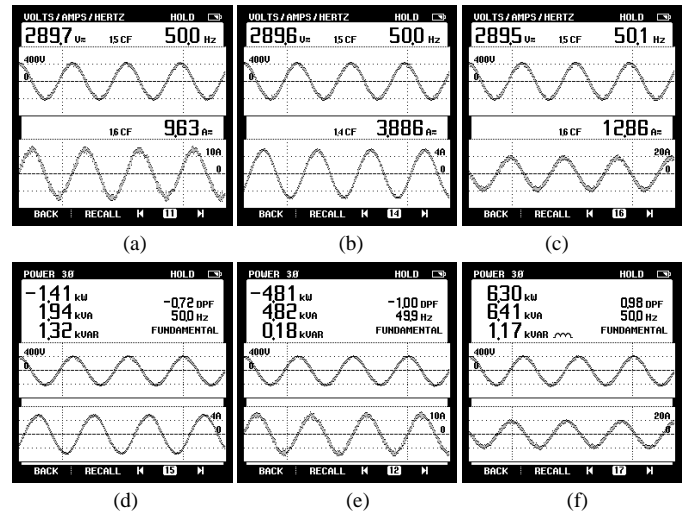 VOLTS/AMPS/HERTZ HOLD
289.7 V≂ 1.5 CF 50.0 Hz
400V
0
1.6 CF 9.63 A≂
10A
0
BACK RECALL 11
(a)
VOLTS/AMPS/HERTZ HOLD
289.6 V≂ 1.5 CF 50.0 Hz
400V
0
1.4 CF 3.886 A≂
4A
0
BACK RECALL 14
(b)
VOLTS/AMPS/HERTZ HOLD
289.5 V≂ 1.5 CF 50.1 Hz
400V
0
1.6 CF 12.86 A≂
20A
0
BACK RECALL 16
(c)
POWER 3.0 HOLD
-1.41 kW
1.94 kVA
1.32 kVAR
-0.72 DPF
50.0 Hz
FUNDAMENTAL
400V
0
4A
0
BACK RECALL 15
(d)
POWER 3.0 HOLD
-4.81 kW
4.82 kVA
0.18 kVAR
-1.00 DPF
49.9 Hz
FUNDAMENTAL
400V
0
10A
0
BACK RECALL 12
(e)
POWER 3.0 HOLD
6.30 kW
6.41 kVA
1.17 kVAR
0.98 DPF
50.0 Hz
FUNDAMENTAL
400V
0
20A
0
BACK RECALL 17
(f)